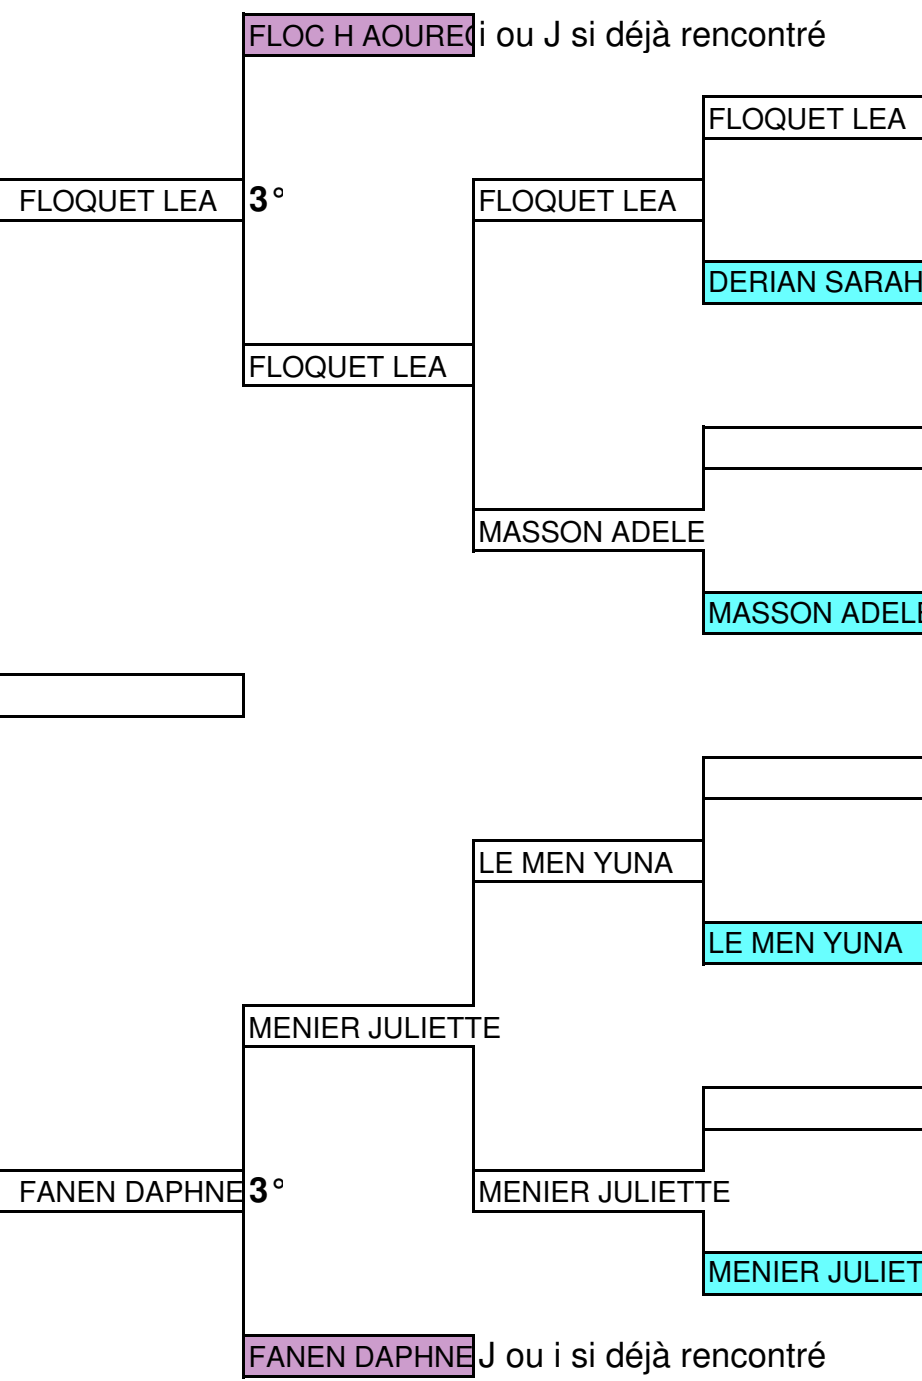 FLOC H AOURE i ou J si déjà rencontré
FLOQUET LEA
FLOQUET LEA 3° FLOQUET LEA
DERIAN SARAH
FLOQUET LEA
MASSON ADELE
MASSON ADELE
LE MEN YUNA
LE MEN YUNA
MENIER JULIETTE
FANEN DAPHNE 3° MENIER JULIETTE
MENIER JULIET
FANEN DAPHNE J ou i si déjà rencontré